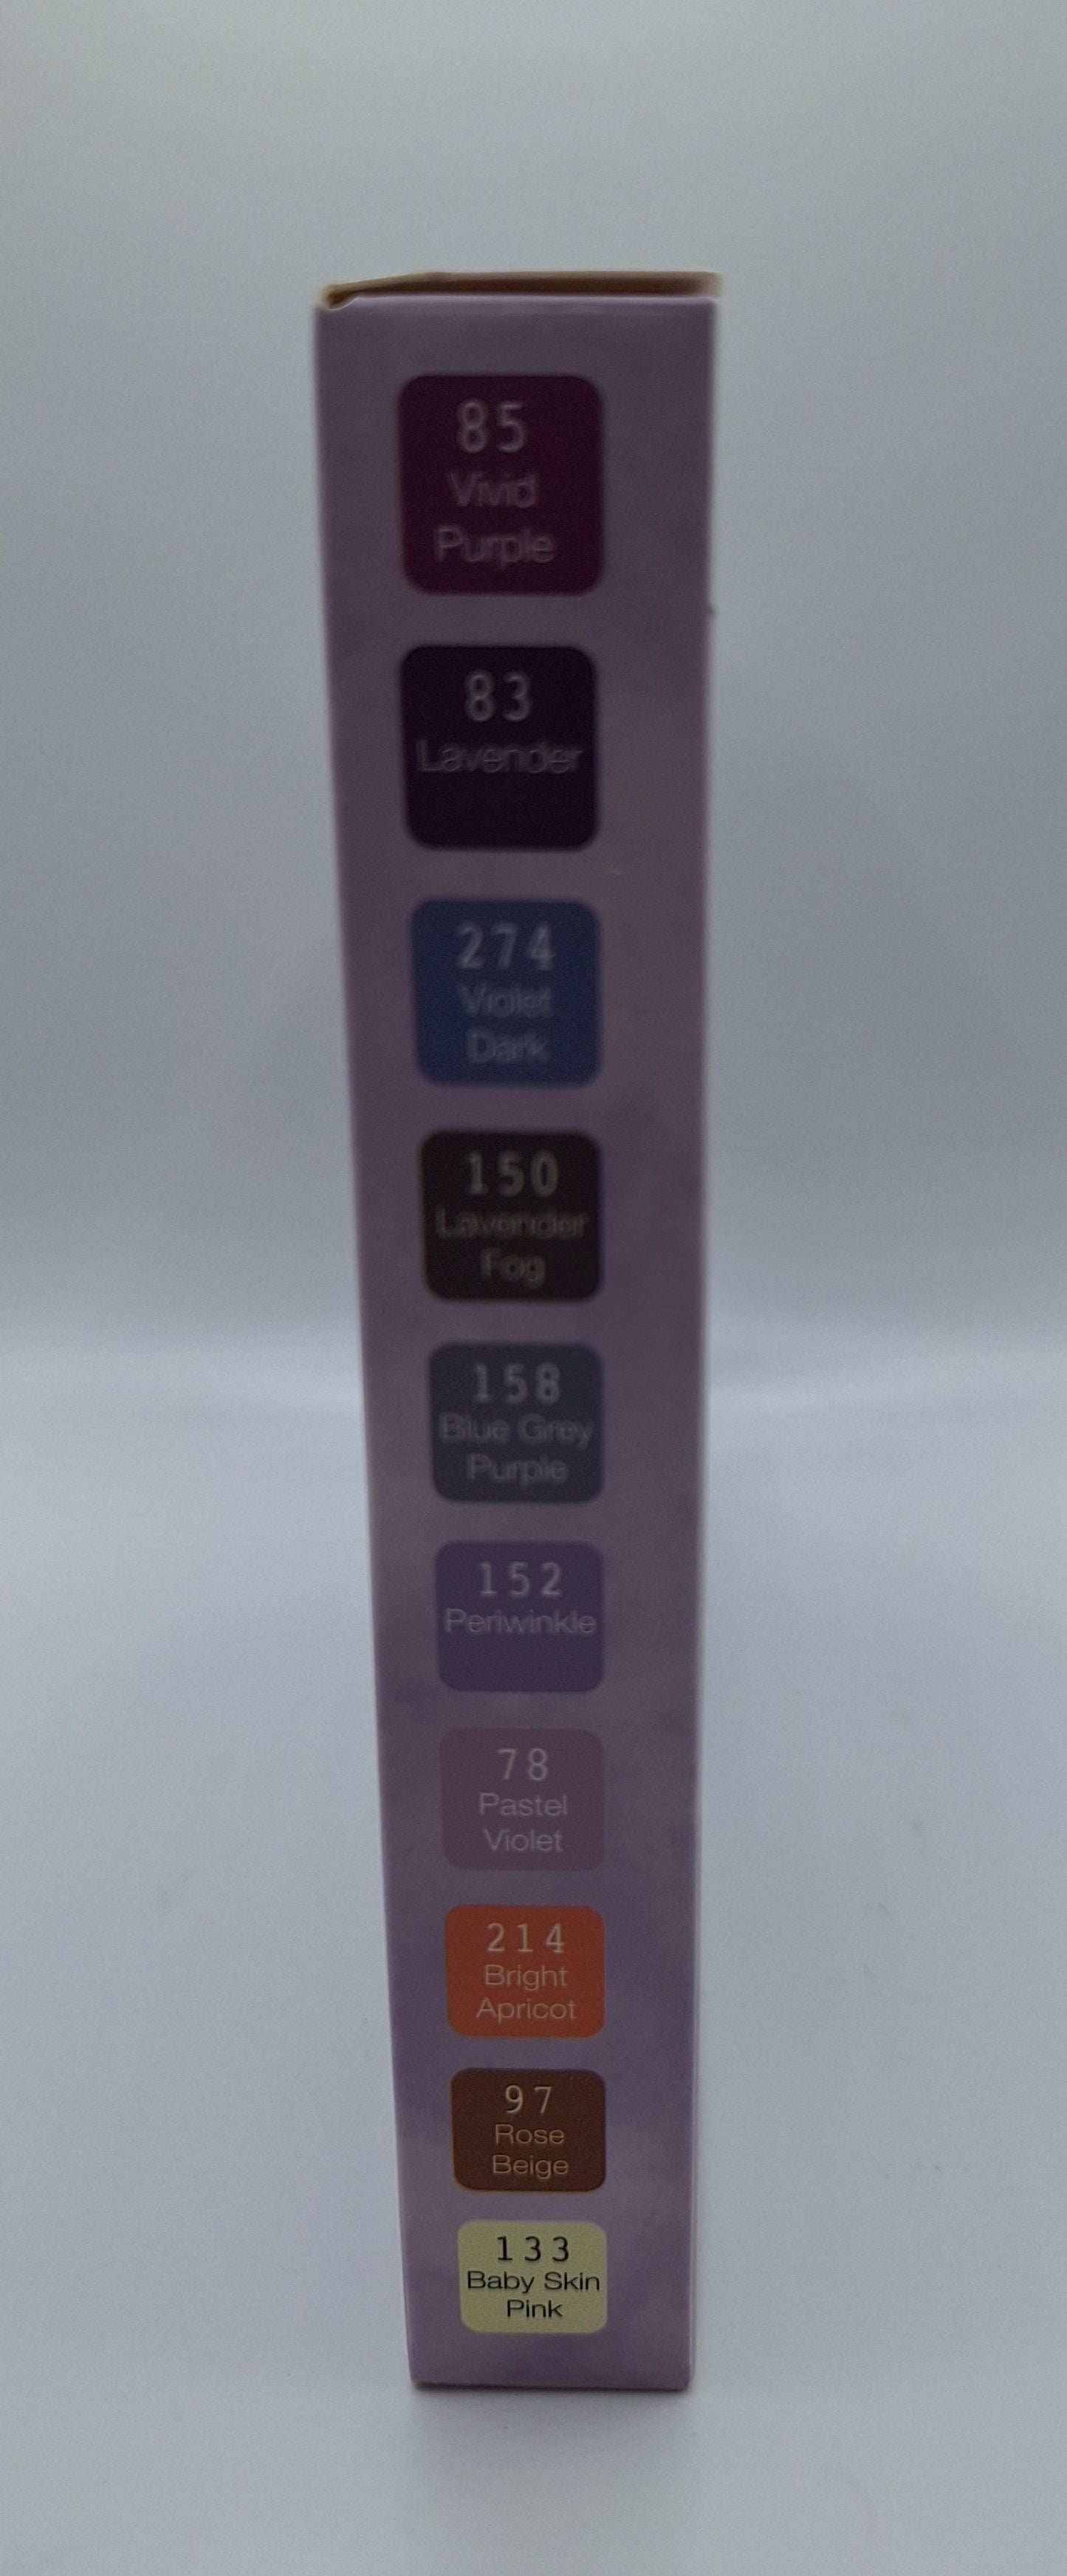 85
Vivid
Purple
83
Lavender
274
Violet
Dark
150
Lavender
Fog
158
Blue Grey
Purple
152
Periwinkle
78
Pastel
Violet
214
Bright
Apricot
97
Rose
Beige
133
Baby Skin
Pink